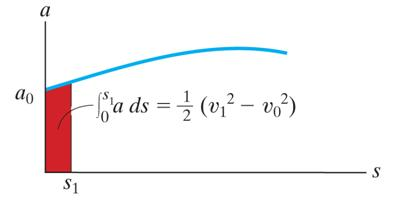 a
a₀
∫₀^{s₁} a ds = ½ (v₁² − v₀²)
s
s₁